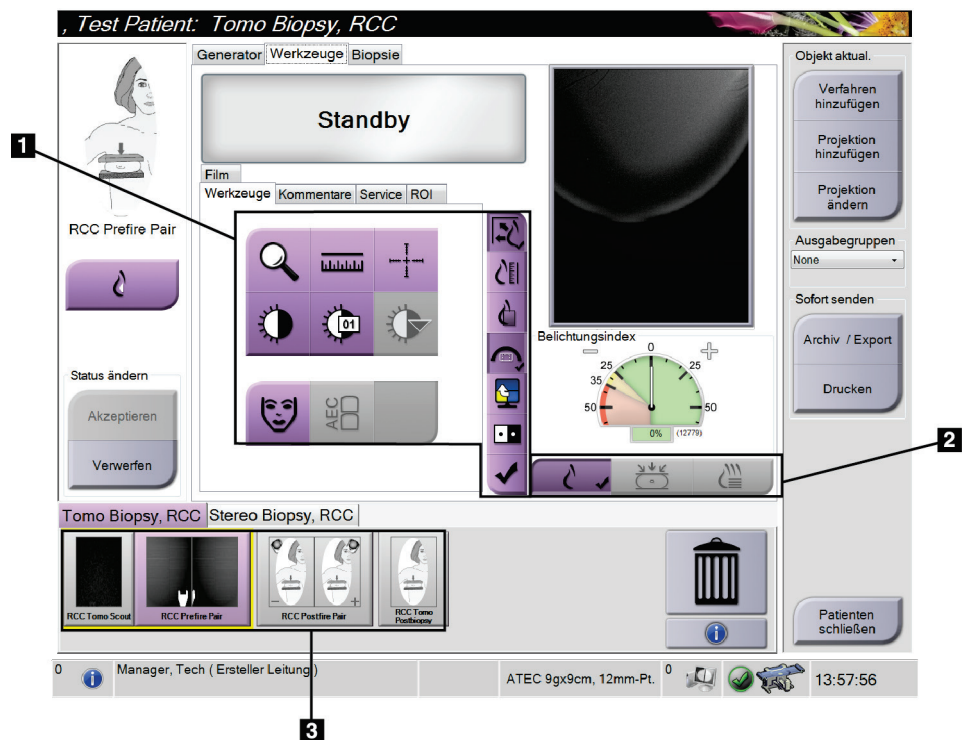 , Test Patient: Tomo Biopsy, RCC
Generator Werkzeuge Biopsie
Objekt aktual.
Verfahren
hinzufügen
Projektion
hinzufügen
Projektion
ändern
Ausgabegruppen
None
Sofort senden
Archiv / Export
Drucken
Patienten
schließen
1
RCC Prefire Pair
Status ändern
Akzeptieren
Verwerfen
Standby
Film
Werkzeuge Kommentare Service ROI
01
AEC
Belichtungsindex
0
25 25
35
50 50
0% (12779)
2
Tomo Biopsy, RCC Stereo Biopsy, RCC
RCC Tomo Scout
RCC Prefire Pair
RCC Postfire Pair
RCC Tomo
Postbiopsy
3
0 Manager, Tech ( Ersteller Leitung ) ATEC 9gx9cm, 12mm-Pt. 0 13:57:56